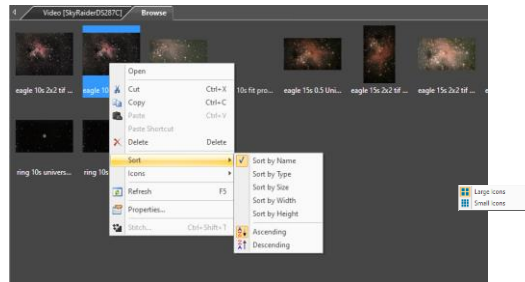 Video [SkyRaiderDS287C] Browse
eagle 10s 2x2 tif ... eagle 10 10s fit pro... eagle 15s 0.5 Uni... eagle 15s 2x2 tif ... eagle 15s 2x2 tif ...
ring 10s univers... ring 10s
Open
Cut Ctrl+X
Copy Ctrl+C
Paste Ctrl+V
Paste Shortcut
Delete Delete
Sort
Icons
Refresh F5
Properties...
Stitch... Ctrl+Shift+T
Sort by Name
Sort by Type
Sort by Size
Sort by Width
Sort by Height
Ascending
Descending
Large Icons
Small Icons